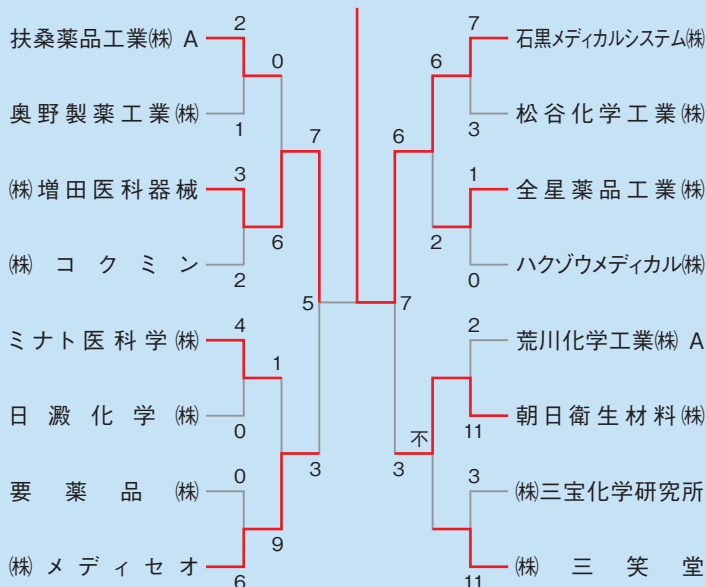 扶桑薬品工業㈱ A
2
0
奥野製薬工業㈱
1
7
㈱増田医科器械
3
6
㈱コクミン
2
5
ミナト医科学㈱
4
1
日澱化学㈱
0
3
要薬品㈱
0
9
㈱メディセオ
6
7
石黒メディカルシステム㈱
6
3
松谷化学工業㈱
6
1
全星薬品工業㈱
2
0
ハクゾウメディカル㈱
7
2
荒川化学工業㈱ A
不
11
朝日衛生材料㈱
3
3
㈱三宝化学研究所
11
㈱三笑堂